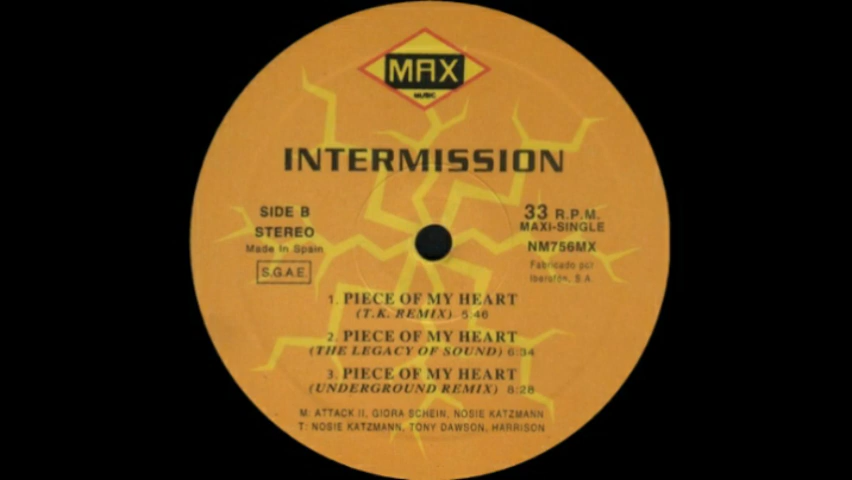 MAX
MUSIC
INTERMISSION
SIDE B
STEREO
Made In Spain
S.G.A.E.
33 R.P.M.
MAXI-SINGLE
NM756MX
Fabricado por
Iberofón, S.A.
1. PIECE OF MY HEART
(T.K. REMIX) 5:46
2. PIECE OF MY HEART
(THE LEGACY OF SOUND) 6:34
3. PIECE OF MY HEART
(UNDERGROUND REMIX) 8:28
M: ATTACK II, GIORA SCHEIN, NOSIE KATZMANN
T: NOSIE KATZMANN, TONY DAWSON, HARRISON